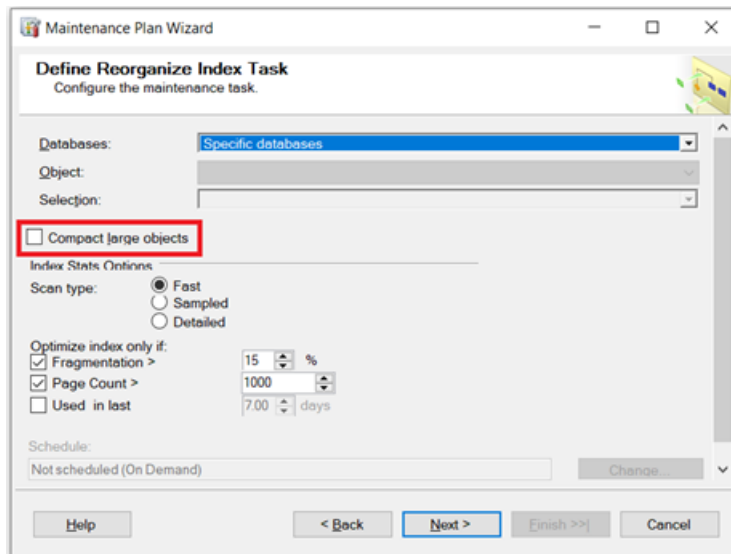 Maintenance Plan Wizard
Define Reorganize Index Task
Configure the maintenance task.
Databases: Specific databases
Object:
Selection:
Compact large objects
Index Stats Options
Scan type: Fast
Sampled
Detailed
Optimize index only if:
Fragmentation > 15 %
Page Count > 1000
Used in last 7.00 days
Schedule:
Not scheduled (On Demand) Change...
Help < Back Next > Finish >>| Cancel